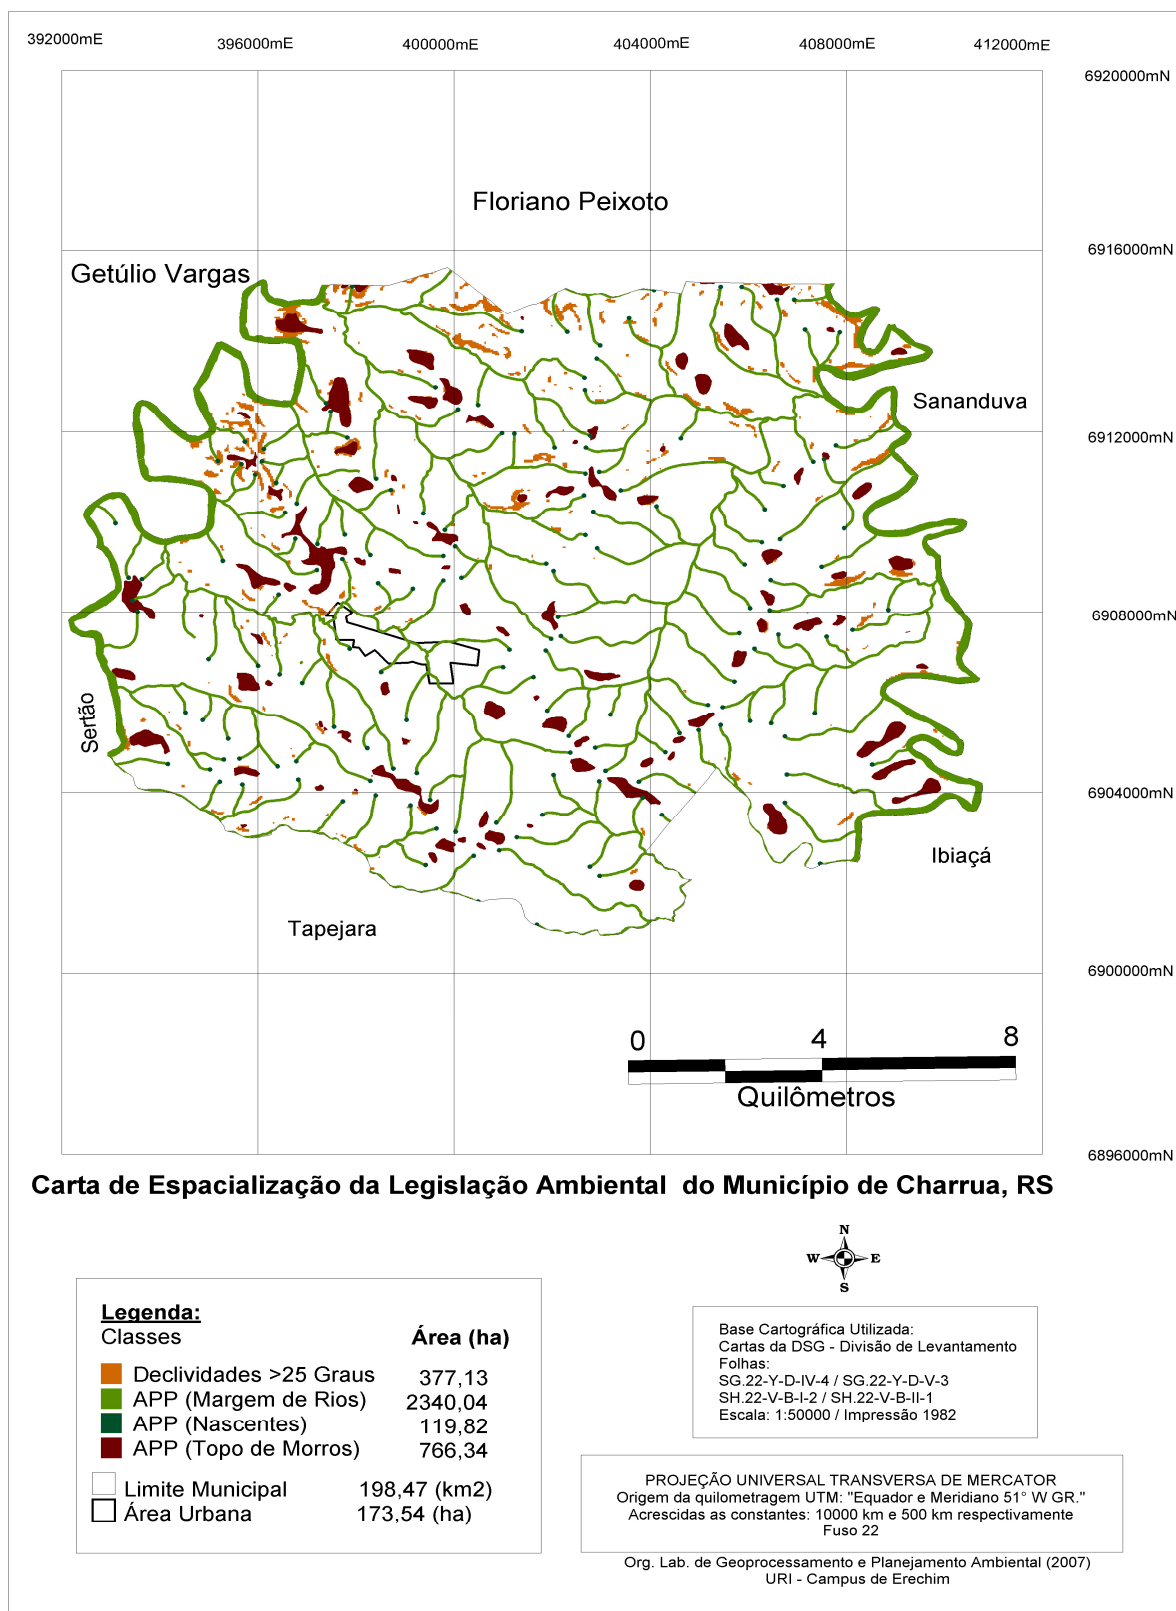 392000mE 396000mE 400000mE 404000mE 408000mE 412000mE
6920000mN
Floriano Peixoto
6916000mN
Getúlio Vargas
Sananduva
6912000mN
6908000mN
Sertão
6904000mN
Ibiaçá
Tapejara
6900000mN
0 4 8
Quilômetros
6896000mN
Carta de Espacialização da Legislação Ambiental do Município de Charrua, RS
N
W E
S
Legenda:
Classes Área (ha)
Declividades >25 Graus 377,13
APP (Margem de Rios) 2340,04
APP (Nascentes) 119,82
APP (Topo de Morros) 766,34
Limite Municipal 198,47 (km2)
Área Urbana 173,54 (ha)
Base Cartográfica Utilizada:
Cartas da DSG - Divisão de Levantamento
Folhas:
SG.22-Y-D-IV-4 / SG.22-Y-D-V-3
SH.22-V-B-I-2 / SH.22-V-B-II-1
Escala: 1:50000 / Impressão 1982
PROJEÇÃO UNIVERSAL TRANSVERSA DE MERCATOR
Origem da quilometragem UTM: "Equador e Meridiano 51° W GR."
Acrescidas as constantes: 10000 km e 500 km respectivamente
Fuso 22
Org. Lab. de Geoprocessamento e Planejamento Ambiental (2007)
URI - Campus de Erechim